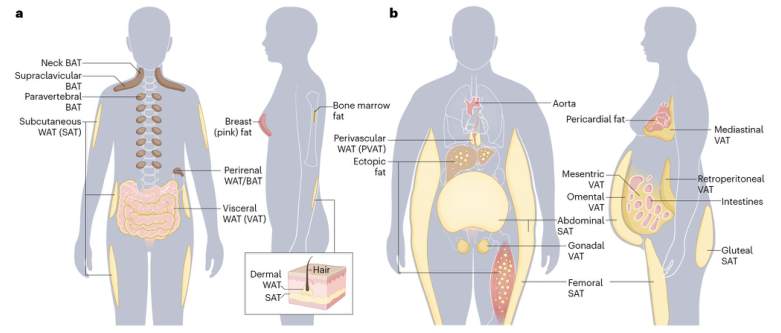 a
Neck BAT
Supraclavicular
BAT
Paravertebral
BAT
Subcutaneous
WAT (SAT)
Breast
(pink) fat
Bone marrow
fat
Perirenal
WAT/BAT
Visceral
WAT (VAT)
Dermal
WAT
SAT
Hair
b
Aorta
Perivascular
WAT (PVAT)
Ectopic
fat
Abdominal
SAT
Gonadal
VAT
Femoral
SAT
Pericardial fat
Mediastinal
VAT
Mesentric
VAT
Omental
VAT
Retroperitoneal
VAT
Intestines
Gluteal
SAT